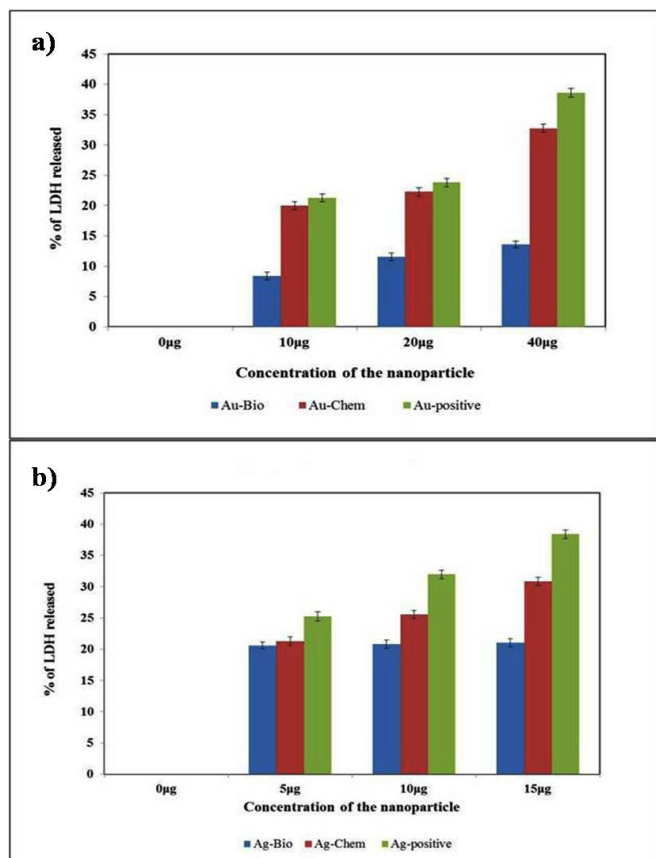 a)
45
40
35
30
25
20
15
10
5
0
% of LDH released
0µg 10µg 20µg 40µg
Concentration of the nanoparticle
Au-Bio Au-Chem Au-positive
b)
45
40
35
30
25
20
15
10
5
0
% of LDH released
0µg 5µg 10µg 15µg
Concentration of the nanoparticle
Ag-Bio Ag-Chem Ag-positive